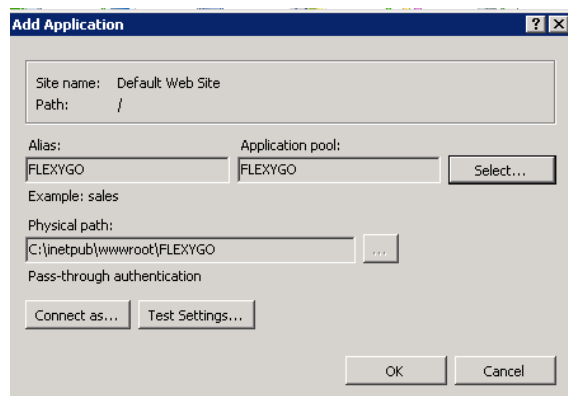 Add Application
Site name: Default Web Site
Path: /
Alias: Application pool:
FLEXYGO FLEXYGO Select...
Example: sales
Physical path:
C:\inetpub\wwwroot\FLEXYGO ...
Pass-through authentication
Connect as... Test Settings...
OK Cancel